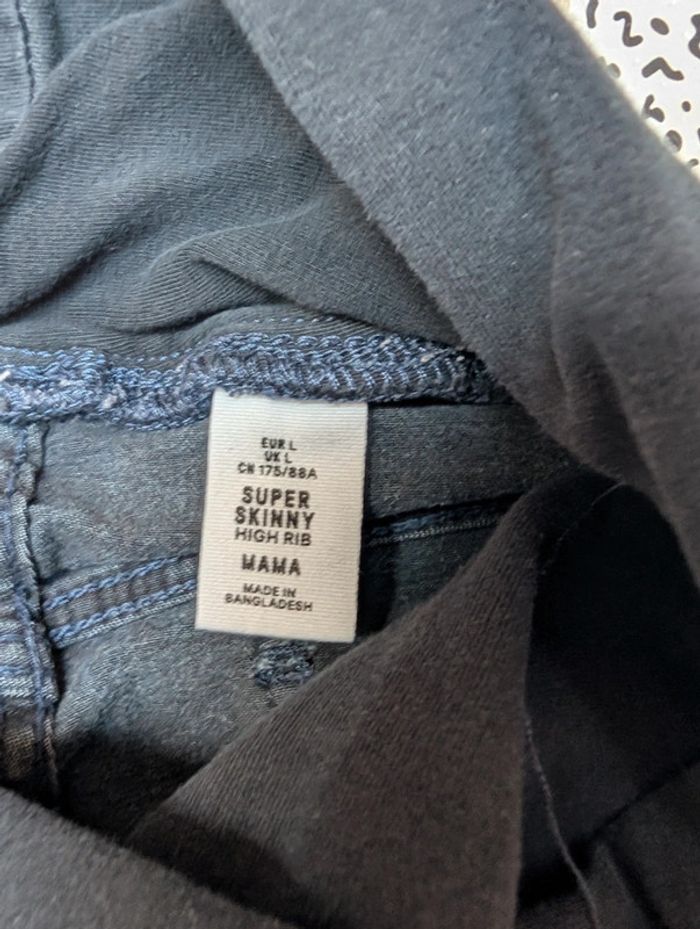 EUR L
UK L
CN 175/88A
SUPER
SKINNY
HIGH RIB
MAMA
MADE IN
BANGLADESH